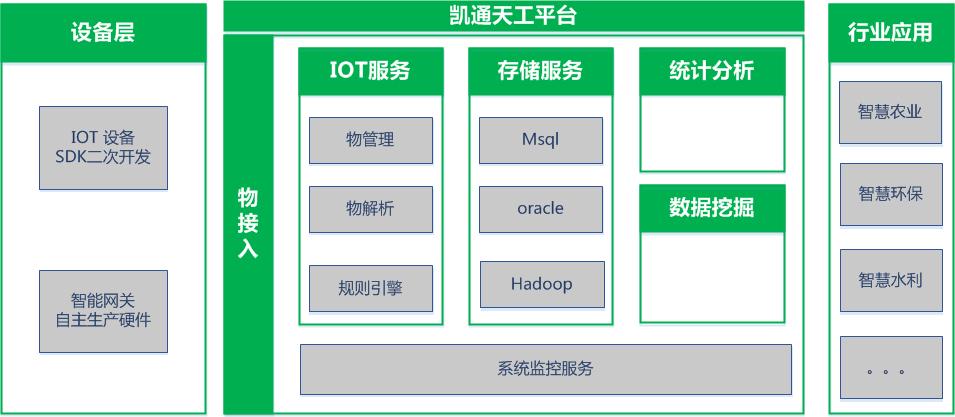 设备层
IOT 设备
SDK二次开发
智能网关
自主生产硬件
凯通天工平台
物
接
入
IOT服务
物管理
物解析
规则引擎
存储服务
Msql
oracle
Hadoop
统计分析
数据挖掘
系统监控服务
行业应用
智慧农业
智慧环保
智慧水利
。。。